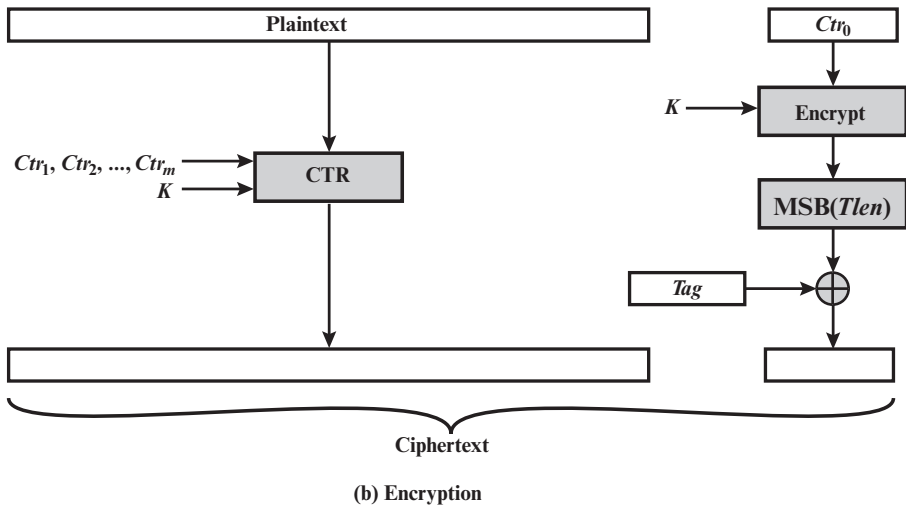 Plaintext
Ctr₀
K
Encrypt
Ctr₁, Ctr₂, ..., Ctrₘ
K
CTR
MSB(Tlen)
Tag
Ciphertext
(b) Encryption